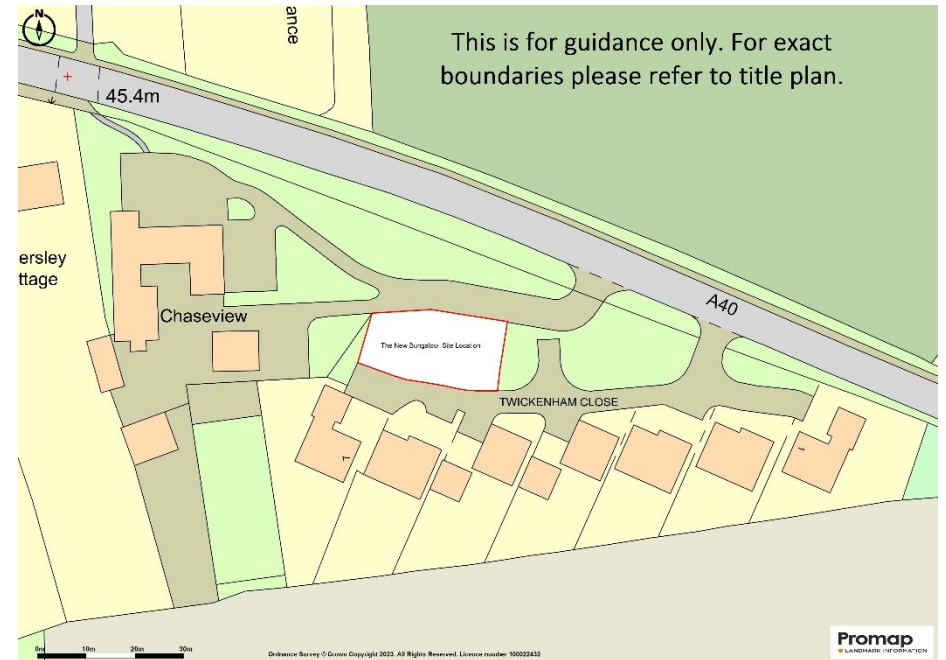 N
ance
This is for guidance only. For exact
boundaries please refer to title plan.
45.4m
ersley
ttage
A40
Chaseview
The New Bungalow Site Location
TWICKENHAM CLOSE
1
0m 10m 20m 30m
Ordnance Survey © Crown Copyright 2023. All Rights Reserved. Licence number 100022432
Promap
LANDMARK INFORMATION